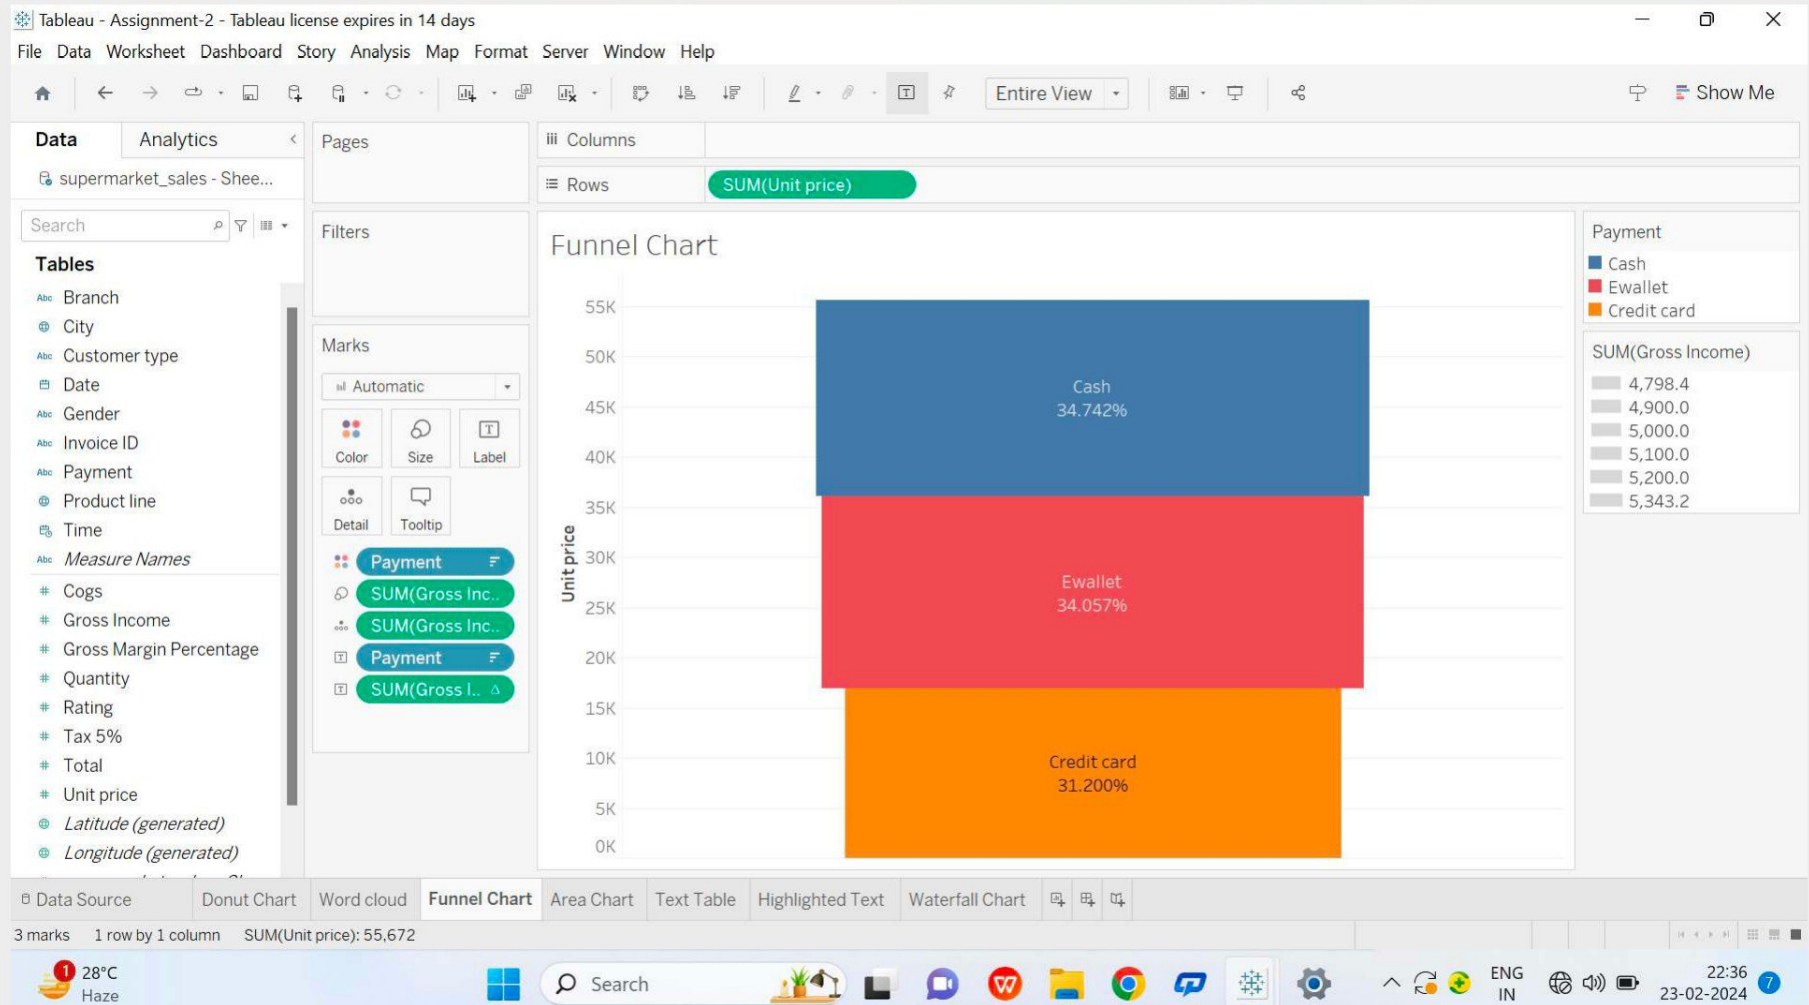 Tableau - Assignment-2 - Tableau license expires in 14 days
File Data Worksheet Dashboard Story Analysis Map Format Server Window Help
Entire View
Show Me
Data Analytics
supermarket_sales - Shee...
Search
Tables
Abc Branch
City
Abc Customer type
Date
Abc Gender
Abc Invoice ID
Abc Payment
Product line
Time
Abc Measure Names
# Cogs
# Gross Income
# Gross Margin Percentage
# Quantity
# Rating
# Tax 5%
# Total
# Unit price
Latitude (generated)
Longitude (generated)
Pages
Filters
Marks
Automatic
Color Size Label
Detail Tooltip
Payment
SUM(Gross Inc..
SUM(Gross Inc..
Payment
SUM(Gross I.. Δ
iii Columns
Rows SUM(Unit price)
Funnel Chart
Unit price
55K
50K
45K
40K
35K
30K
25K
20K
15K
10K
5K
0K
Cash
34.742%
Ewallet
34.057%
Credit card
31.200%
Payment
Cash
Ewallet
Credit card
SUM(Gross Income)
4,798.4
4,900.0
5,000.0
5,100.0
5,200.0
5,343.2
Data Source Donut Chart Word cloud Funnel Chart Area Chart Text Table Highlighted Text Waterfall Chart
3 marks 1 row by 1 column SUM(Unit price): 55,672
1 28°C
Haze
Search
ENG
IN
22:36
23-02-2024
7